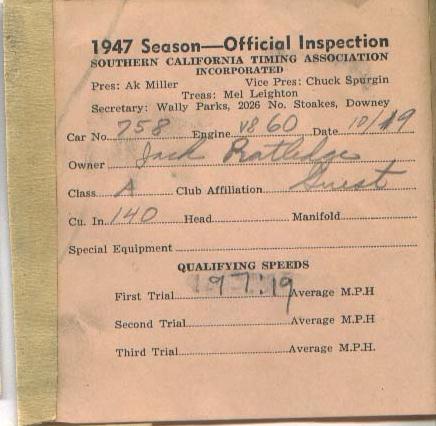 1947 Season—Official Inspection
SOUTHERN CALIFORNIA TIMING ASSOCIATION
INCORPORATED
Pres: Ak Miller Vice Pres: Chuck Spurgin
Treas: Mel Leighton
Secretary: Wally Parks, 2026 No. Stoakes, Downey
Car No. 758 Engine V8 60 Date 10/19
Owner Jack Ratledge
Class A Club Affiliation Guest
Cu. In. 140 Head Manifold
Special Equipment
QUALIFYING SPEEDS
First Trial 97.19 Average M.P.H
Second Trial Average M.P.H
Third Trial Average M.P.H.